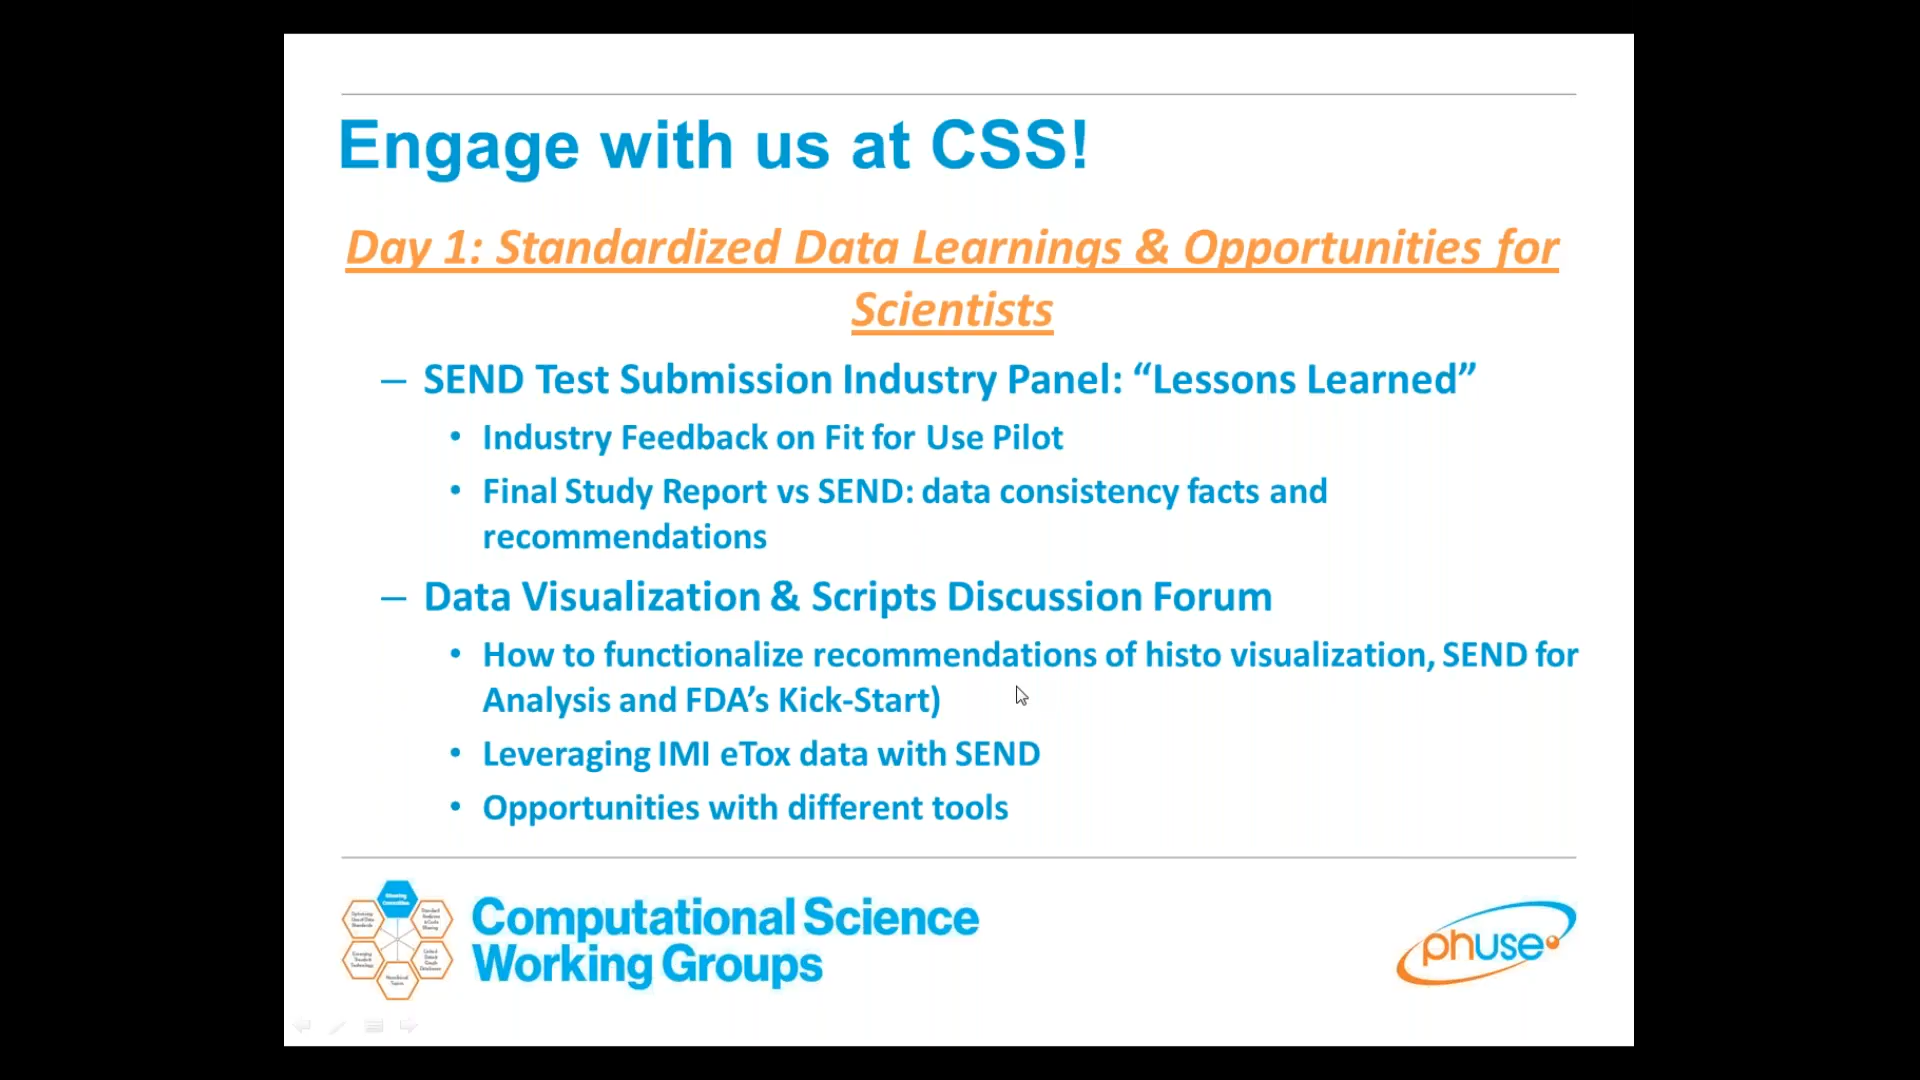 Engage with us at CSS!
Day 1: Standardized Data Learnings & Opportunities for
Scientists
– SEND Test Submission Industry Panel: “Lessons Learned”
• Industry Feedback on Fit for Use Pilot
• Final Study Report vs SEND: data consistency facts and
recommendations
– Data Visualization & Scripts Discussion Forum
• How to functionalize recommendations of histo visualization, SEND for
Analysis and FDA’s Kick-Start)
• Leveraging IMI eTox data with SEND
• Opportunities with different tools
Computational Science
Working Groups
phuse